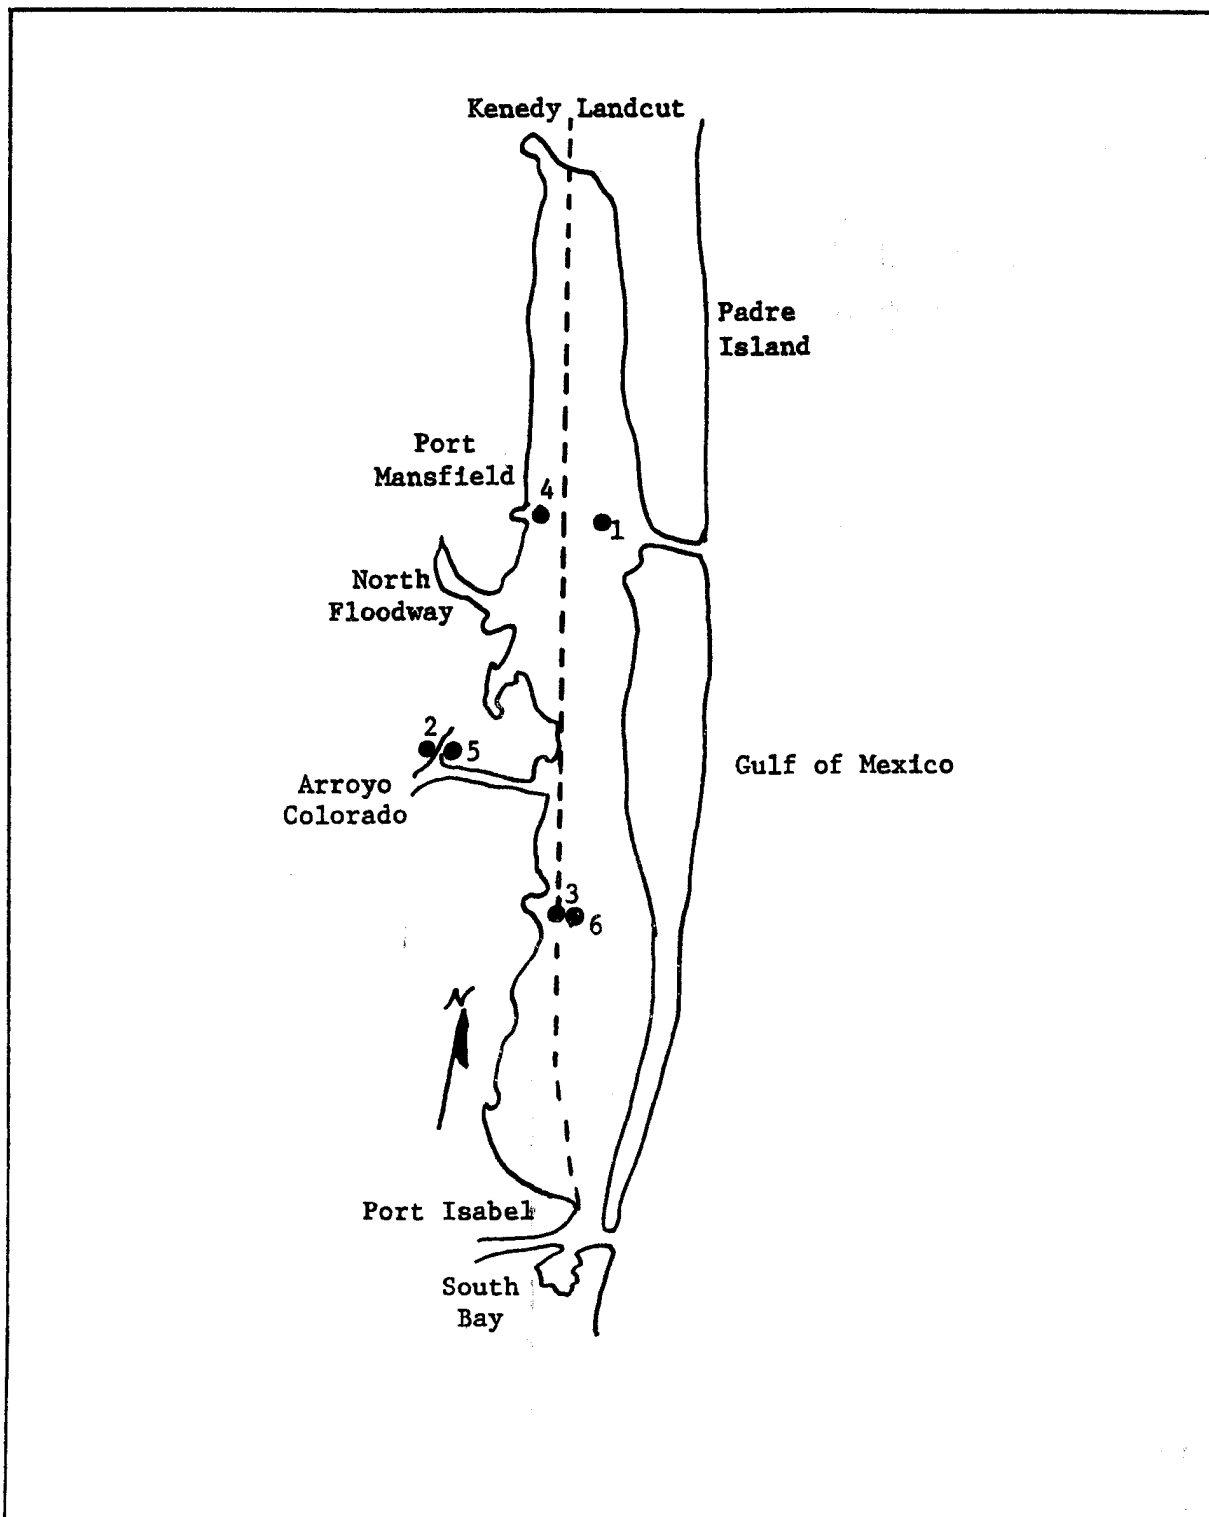 Kenedy Landcut
Padre
Island
Port
Mansfield
4
1
North
Floodway
2
5
Arroyo
Colorado
Gulf of Mexico
3
6
N
Port Isabel
South
Bay